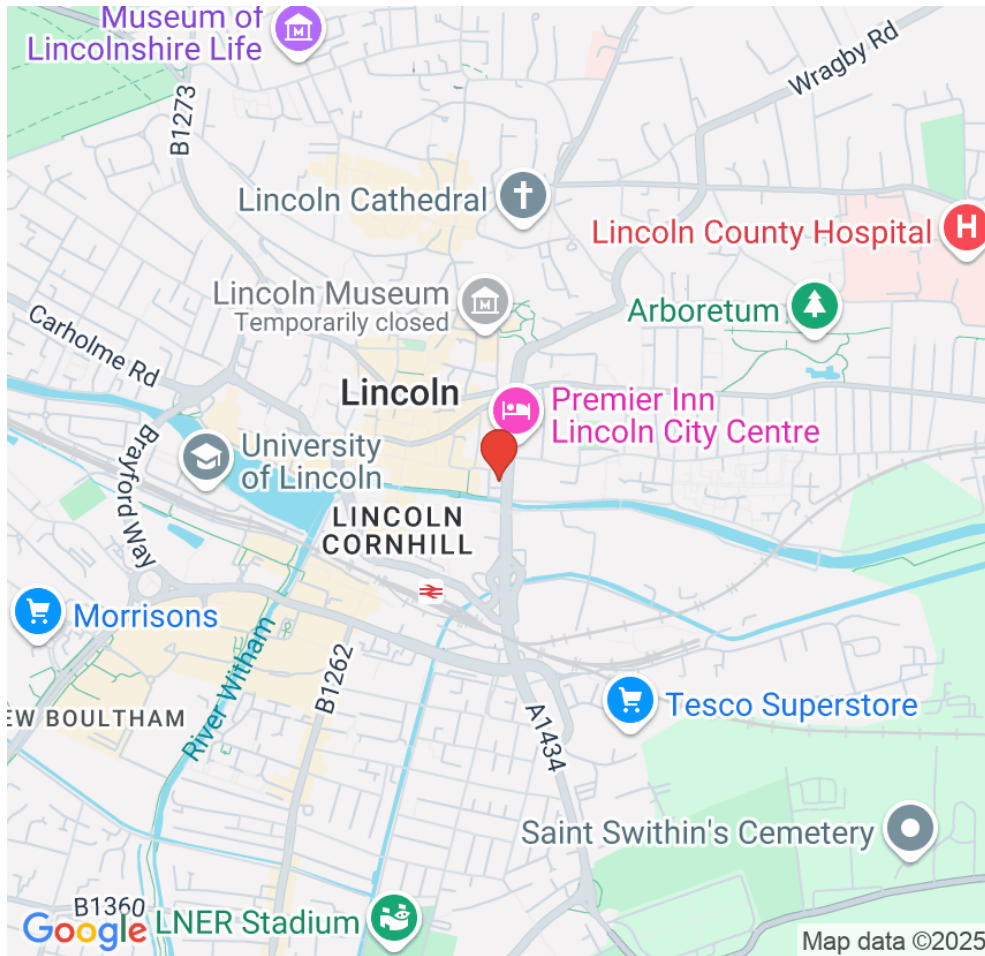 Museum of
Lincolnshire Life
Wragby Rd
B1273
Lincoln Cathedral
H
Lincoln County Hospital
Lincoln Museum
Temporarily closed
M
M
Arboretum
Carholme Rd
Lincoln
Premier Inn
Lincoln City Centre
Brayford Way
University
of Lincoln
LINCOLN
CORNHILL
Morrisons
River Witham
B1262
EW BOULTHAM
Tesco Superstore
A1434
Saint Swithin's Cemetery
B1360
Google
LNER Stadium
Map data ©2025